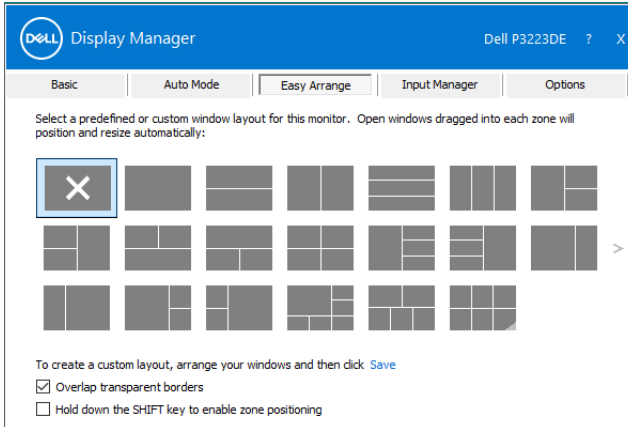 DELL Display Manager Dell P3223DE ? X
Basic Auto Mode Easy Arrange Input Manager Options
Select a predefined or custom window layout for this monitor. Open windows dragged into each zone will
position and resize automatically:
>
To create a custom layout, arrange your windows and then click Save
Overlap transparent borders
Hold down the SHIFT key to enable zone positioning